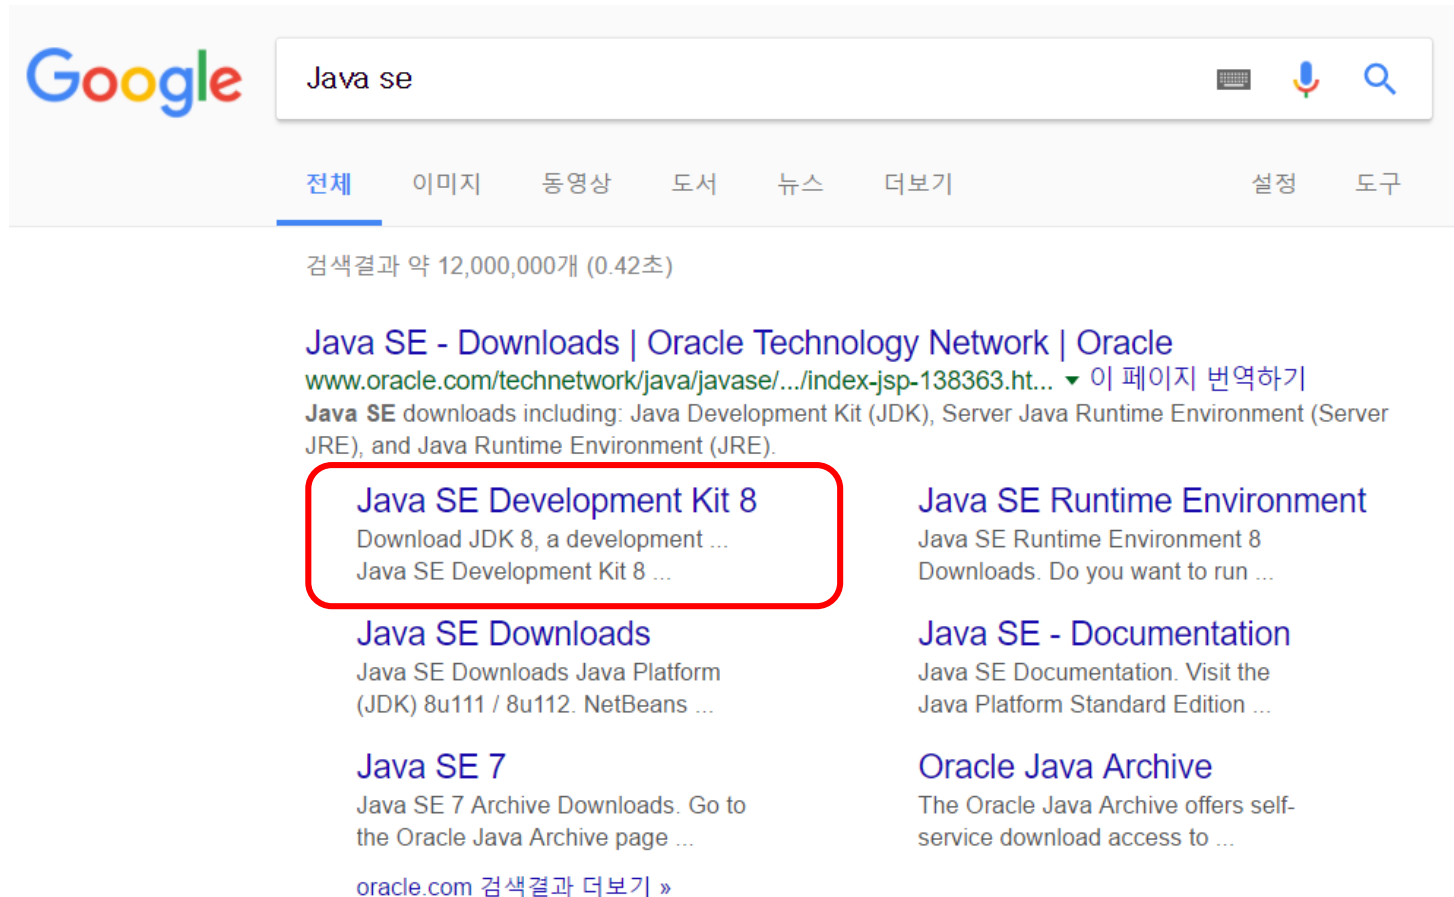 Google
Java se
전체 이미지 동영상 도서 뉴스 더보기 설정 도구
검색결과 약 12,000,000개 (0.42초)
Java SE - Downloads | Oracle Technology Network | Oracle
www.oracle.com/technetwork/java/javase/.../index-jsp-138363.ht... ▼ 이 페이지 번역하기
Java SE downloads including: Java Development Kit (JDK), Server Java Runtime Environment (Server
JRE), and Java Runtime Environment (JRE).
Java SE Development Kit 8
Download JDK 8, a development ...
Java SE Development Kit 8 ...
Java SE Runtime Environment
Java SE Runtime Environment 8
Downloads. Do you want to run ...
Java SE Downloads
Java SE Downloads Java Platform
(JDK) 8u111 / 8u112. NetBeans ...
Java SE - Documentation
Java SE Documentation. Visit the
Java Platform Standard Edition ...
Java SE 7
Java SE 7 Archive Downloads. Go to
the Oracle Java Archive page ...
Oracle Java Archive
The Oracle Java Archive offers self-
service download access to ...
oracle.com 검색결과 더보기 »